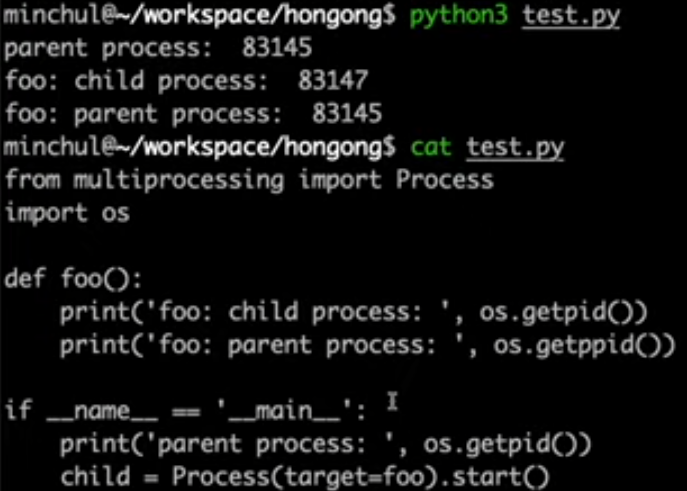 minchul@~/workspace/hongong$ python3 test.py
parent process:  83145
foo: child process:  83147
foo: parent process:  83145
minchul@~/workspace/hongong$ cat test.py
from multiprocessing import Process
import os

def foo():
    print('foo: child process: ', os.getpid())
    print('foo: parent process: ', os.getppid())

if __name__ == '__main__':
    print('parent process: ', os.getpid())
    child = Process(target=foo).start()